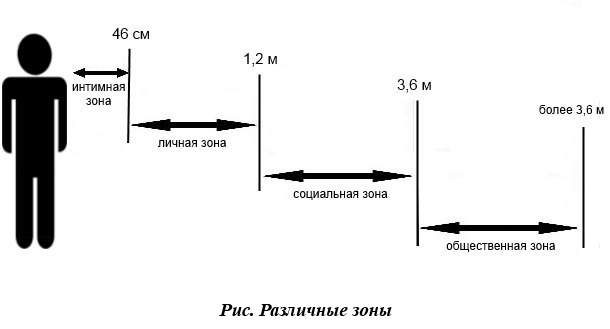 46 см
1,2 м
3,6 м
более 3,6 м
интимная
зона
личная зона
социальная зона
общественная зона
Рис. Различные зоны